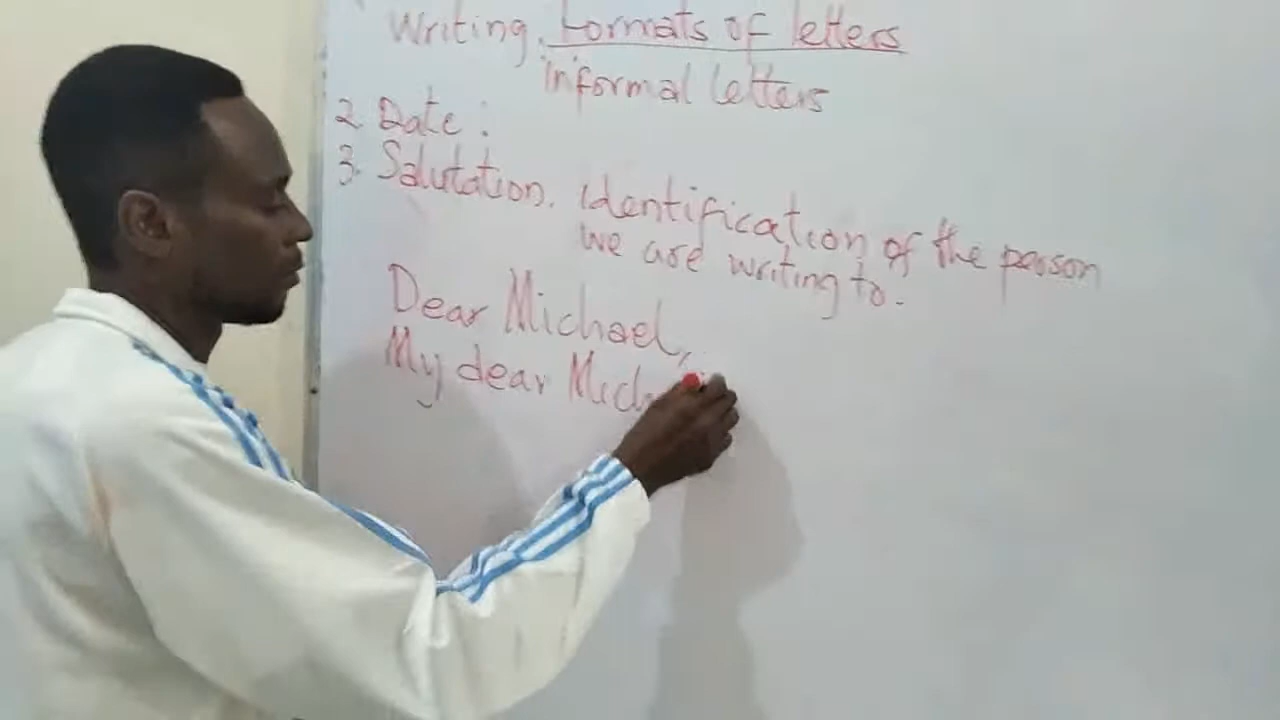 Writing. Formats of letters
informal letters
2. Date :
3. Salutation. identification of the person
we are writing to.
Dear Michael,
My dear